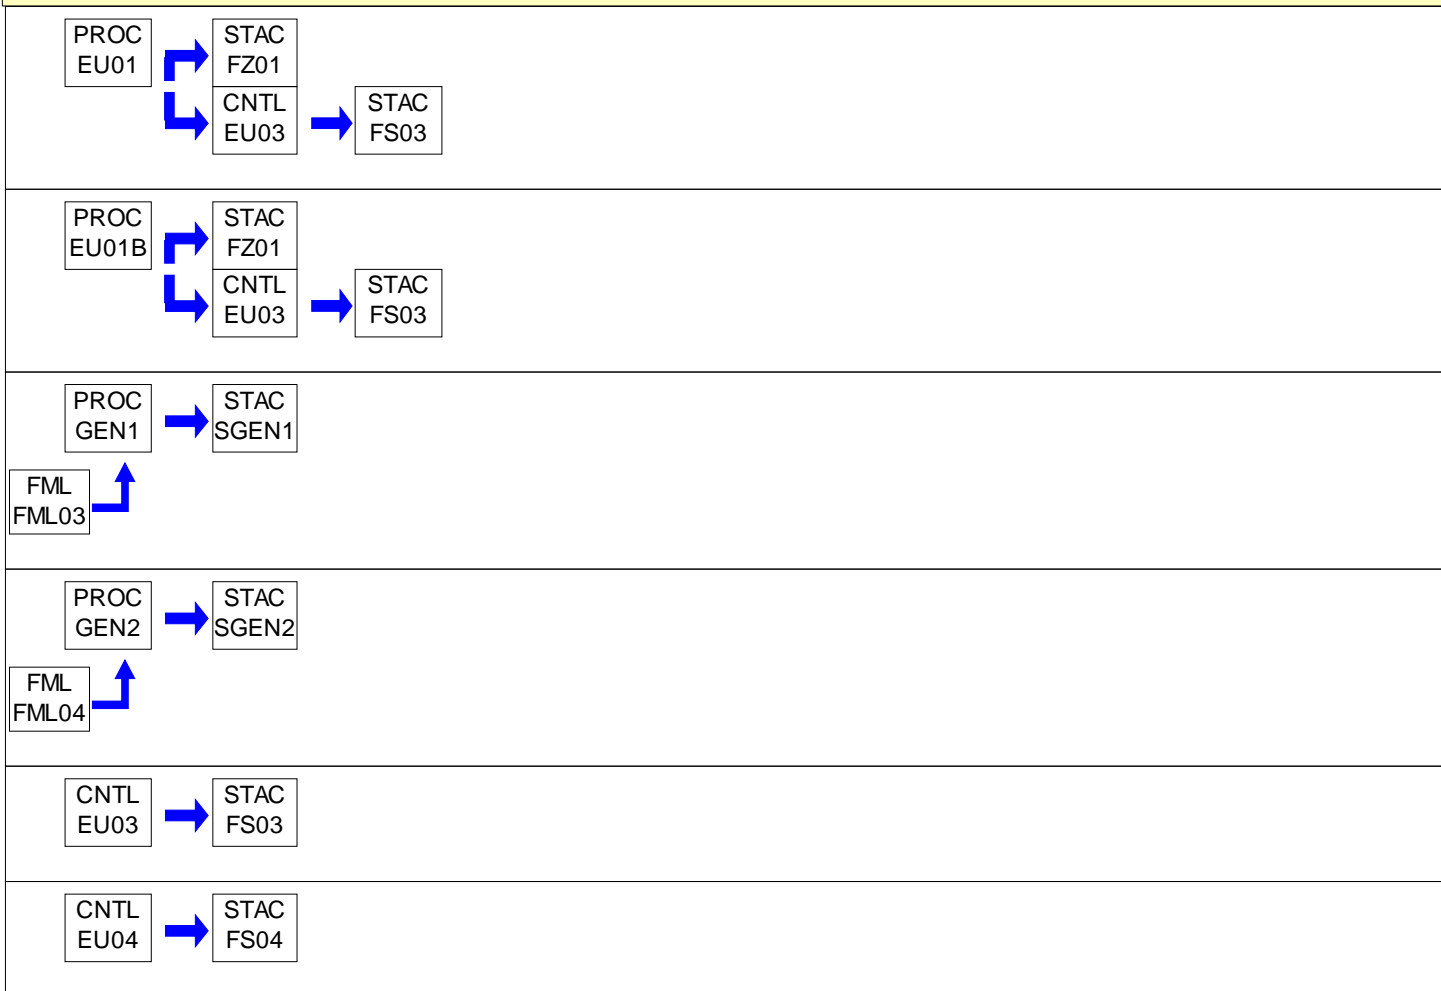 PROC
EU01
STAC
FZ01
CNTL
EU03
STAC
FS03
PROC
EU01B
STAC
FZ01
CNTL
EU03
STAC
FS03
PROC
GEN1
STAC
SGEN1
FML
FML03
PROC
GEN2
STAC
SGEN2
FML
FML04
CNTL
EU03
STAC
FS03
CNTL
EU04
STAC
FS04